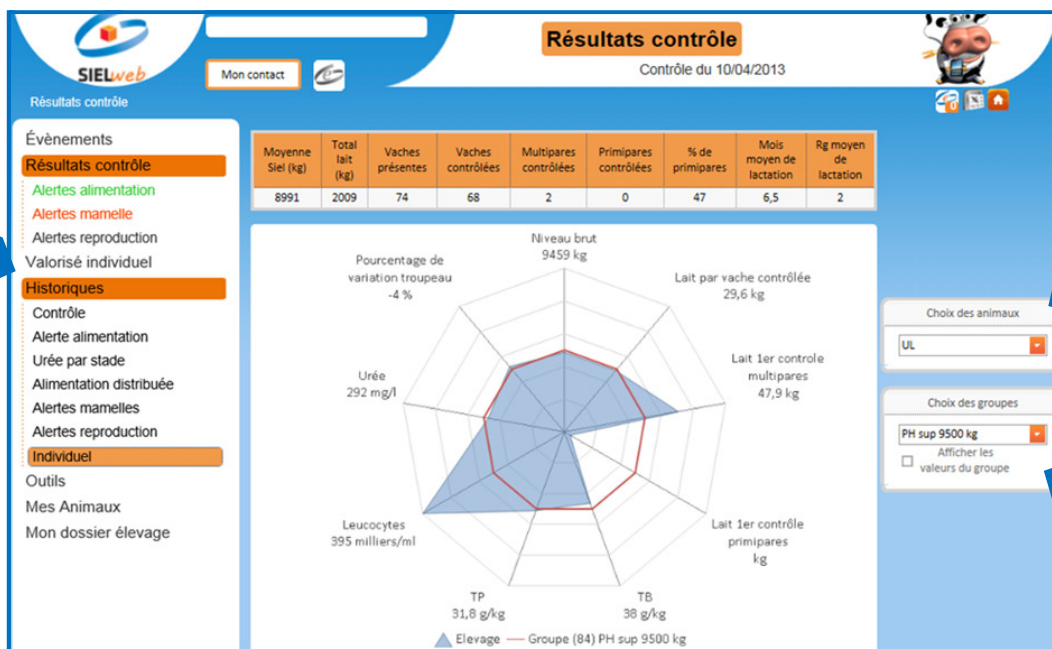 SIELweb
Mon contact
Résultats contrôle
Contrôle du 10/04/2013
Résultats contrôle
Évènements
Résultats contrôle
Alertes alimentation
Alertes mamelle
Alertes reproduction
Valorisé individuel
Historiques
Contrôle
Alerte alimentation
Urée par stade
Alimentation distribuée
Alertes mamelles
Alertes reproduction
Individuel
Outils
Mes Animaux
Mon dossier élevage
Moyenne Siel (kg) Total lait (kg) Vaches présentes Vaches contrôlées Multipares contrôlées Primipares contrôlées % de primipares Mois moyen de lactation Rg moyen de lactation
8991 2009 74 68 2 0 47 6,5 2
Niveau brut
9459 kg
Pourcentage de
variation troupeau
-4 %
Lait par vache contrôlée
29,6 kg
Urée
292 mg/l
Lait 1er controle
multipares
47,9 kg
Leucocytes
395 milliers/ml
Lait 1er contrôle
primipares
kg
TP
31,8 g/kg
TB
38 g/kg
Elevage Groupe (84) PH sup 9500 kg
Choix des animaux
UL
Choix des groupes
PH sup 9500 kg
Afficher les
valeurs du groupe